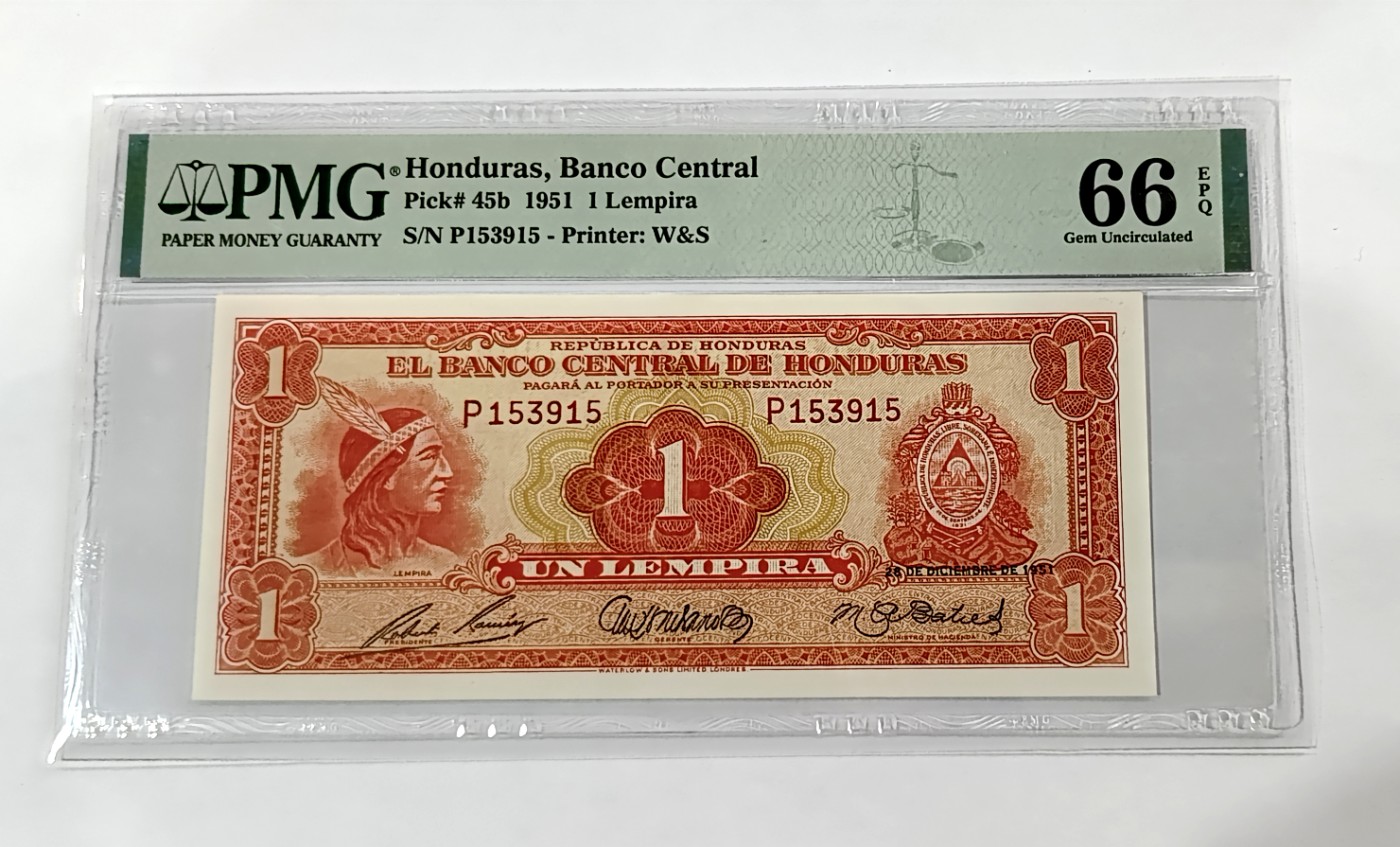 PMG®
PAPER MONEY GUARANTY
Honduras, Banco Central
Pick# 45b 1951 1 Lempira
S/N P153915 - Printer: W&S
66
EPQ
Gem Uncirculated
REPÚBLICA DE HONDURAS
EL BANCO CENTRAL DE HONDURAS
PAGARÁ AL PORTADOR A SU PRESENTACIÓN
P153915 P153915
1 1
1
LEMPIRA
UN LEMPIRA
28 DE DICIEMBRE DE 1951
1 1
PRESIDENTE
GERENTE
MINISTRO DE HACIENDA
WATERLOW & SONS LIMITED LONDRES